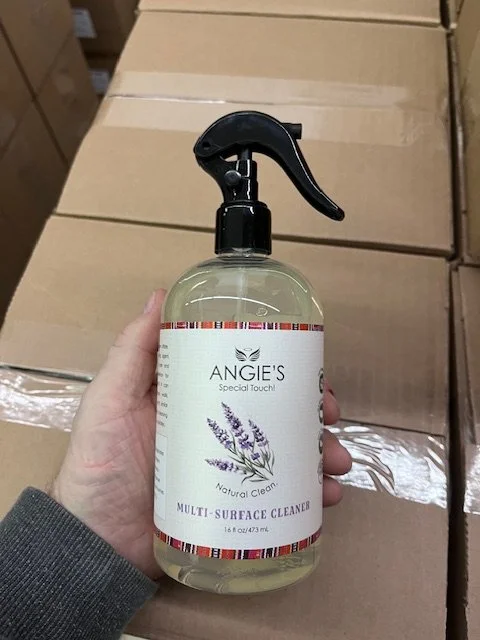 ANGIE'S
Special Touch!
Natural Clean.
MULTI-SURFACE CLEANER
16 fl oz/473 mL